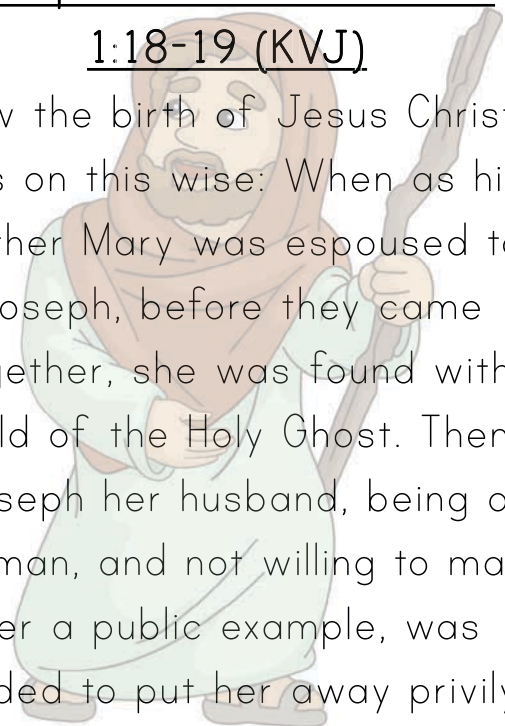 1:18-19 (KVJ)
v the birth of Jesus Christ
s on this wise: When as hi
ther Mary was espoused to
oseph, before they came
gether, she was found with
ld of the Holy Ghost. Then
seph her husband, being a
man, and not willing to ma
er a public example, was
ded to put her away privily